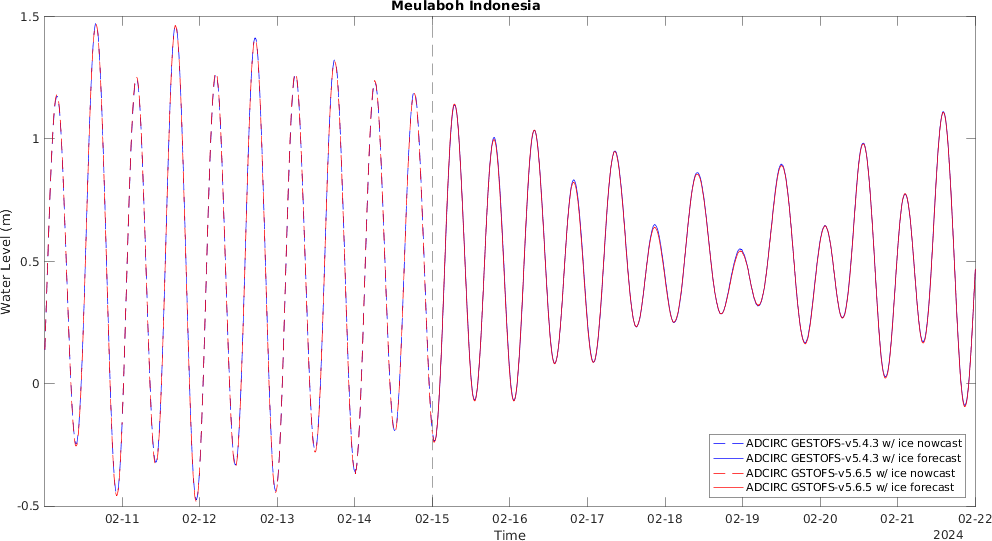 Meulaboh Indonesia
1.5
1
0.5
0
-0.5
Water Level (m)
02-11 02-12 02-13 02-14 02-15 02-16 02-17 02-18 02-19 02-20 02-21 02-22
Time
2024
ADCIRC GESTOFS-v5.4.3 w/ ice nowcast
ADCIRC GESTOFS-v5.4.3 w/ ice forecast
ADCIRC GSTOFS-v5.6.5 w/ ice nowcast
ADCIRC GSTOFS-v5.6.5 w/ ice forecast